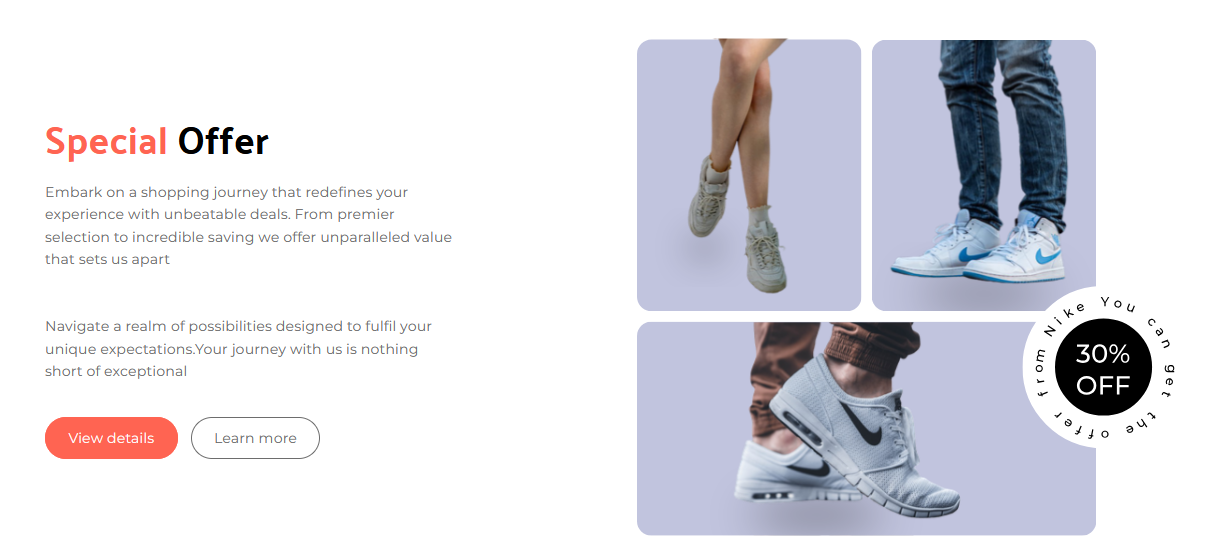 Special Offer
Embark on a shopping journey that redefines your
experience with unbeatable deals. From premier
selection to incredible saving we offer unparalleled value
that sets us apart
Navigate a realm of possibilities designed to fulfil your
unique expectations.Your journey with us is nothing
short of exceptional
View details
Learn more
You can get the offer from Nike
30%
OFF